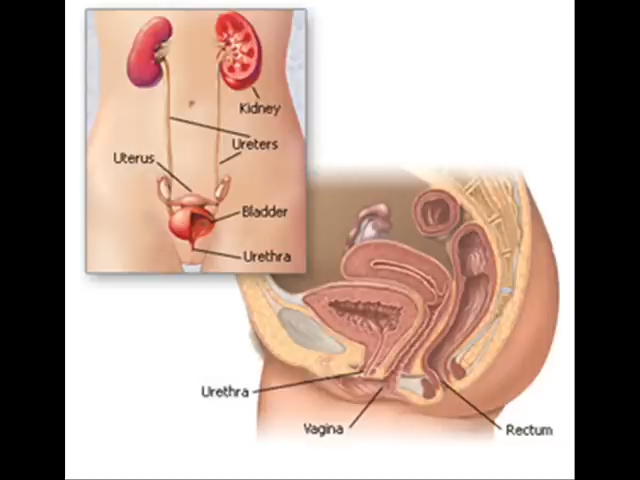 Kidney
Ureters
Uterus
Bladder
Urethra
Urethra
Vagina
Rectum